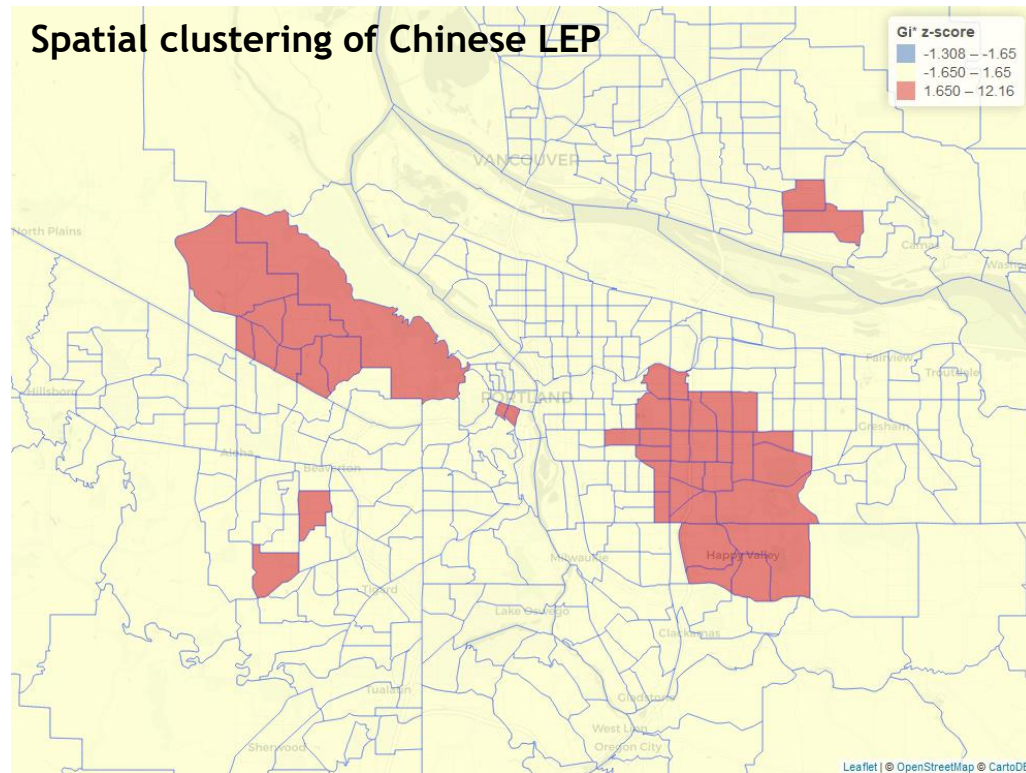 Spatial clustering of Chinese LEP
Gi* z-score
-1.308 – -1.65
-1.650 – 1.65
1.650 – 12.16
VANCOUVER
North Plains
Camas
Fairview
Troutdale
Hillsboro
PORTLAND
Gresham
Aloha
Beaverton
Happy Valley
Milwaukie
Tigard
Lake Oswego
Clackamas
Tualatin
Gladstone
West Linn
Sherwood
Oregon City
Leaflet | © OpenStreetMap © CartoDB